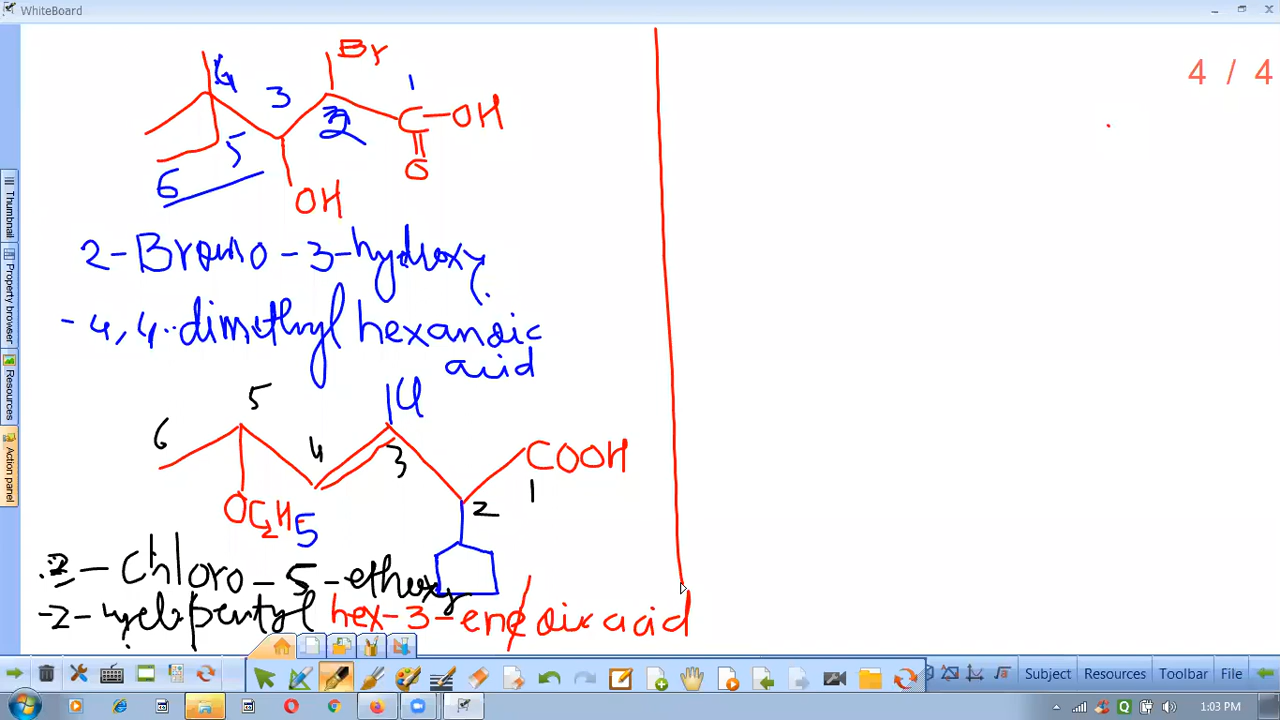 WhiteBoard
4 / 4
Br
4 3 2 1
C-OH
5
O
6
OH
2-Bromo-3-hydroxy
-4,4-dimethyl hexanoic
acid
5
6 4 3
COOH
1
2
OC2H5
3-Chloro-5-ethoxy
-2-cyclopentyl hex-3-enoic acid
Thumbnail
Property browser
Resources
Action panel
Subject Resources Toolbar File
1:03 PM